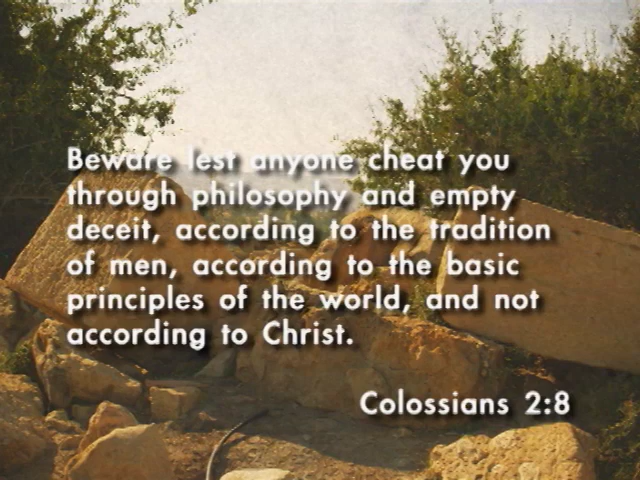 Beware lest anyone cheat you
through philosophy and empty
deceit, according to the tradition
of men, according to the basic
principles of the world, and not
according to Christ.
Colossians 2:8